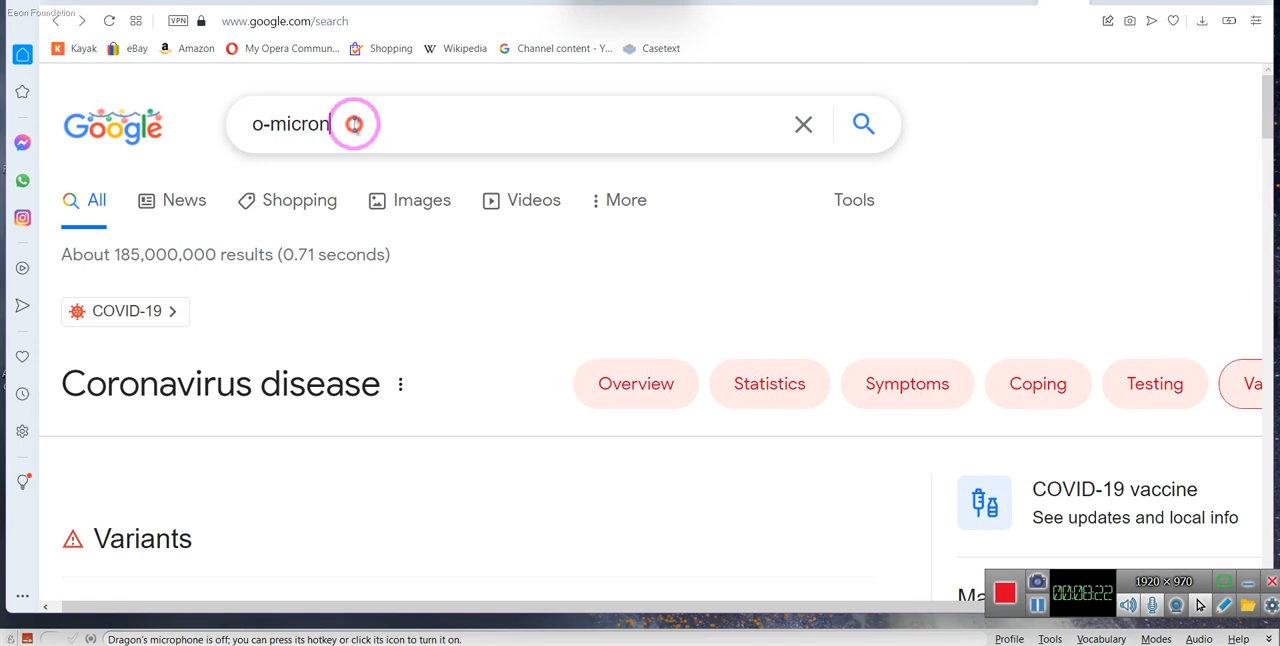 Eaon Foundation
VPN www.google.com/search
Kayak eBay Amazon My Opera Commun... Shopping Wikipedia Channel content - Y... Casetext
Google o-micron
All News Shopping Images Videos More Tools
About 185,000,000 results (0.71 seconds)
COVID-19
Coronavirus disease Overview Statistics Symptoms Coping Testing Va
COVID-19 vaccine
See updates and local info
Variants
1920 × 970
Ma
00:08:22
Dragon's microphone is off; you can press its hotkey or click its icon to turn it on. Profile Tools Vocabulary Modes Audio Help